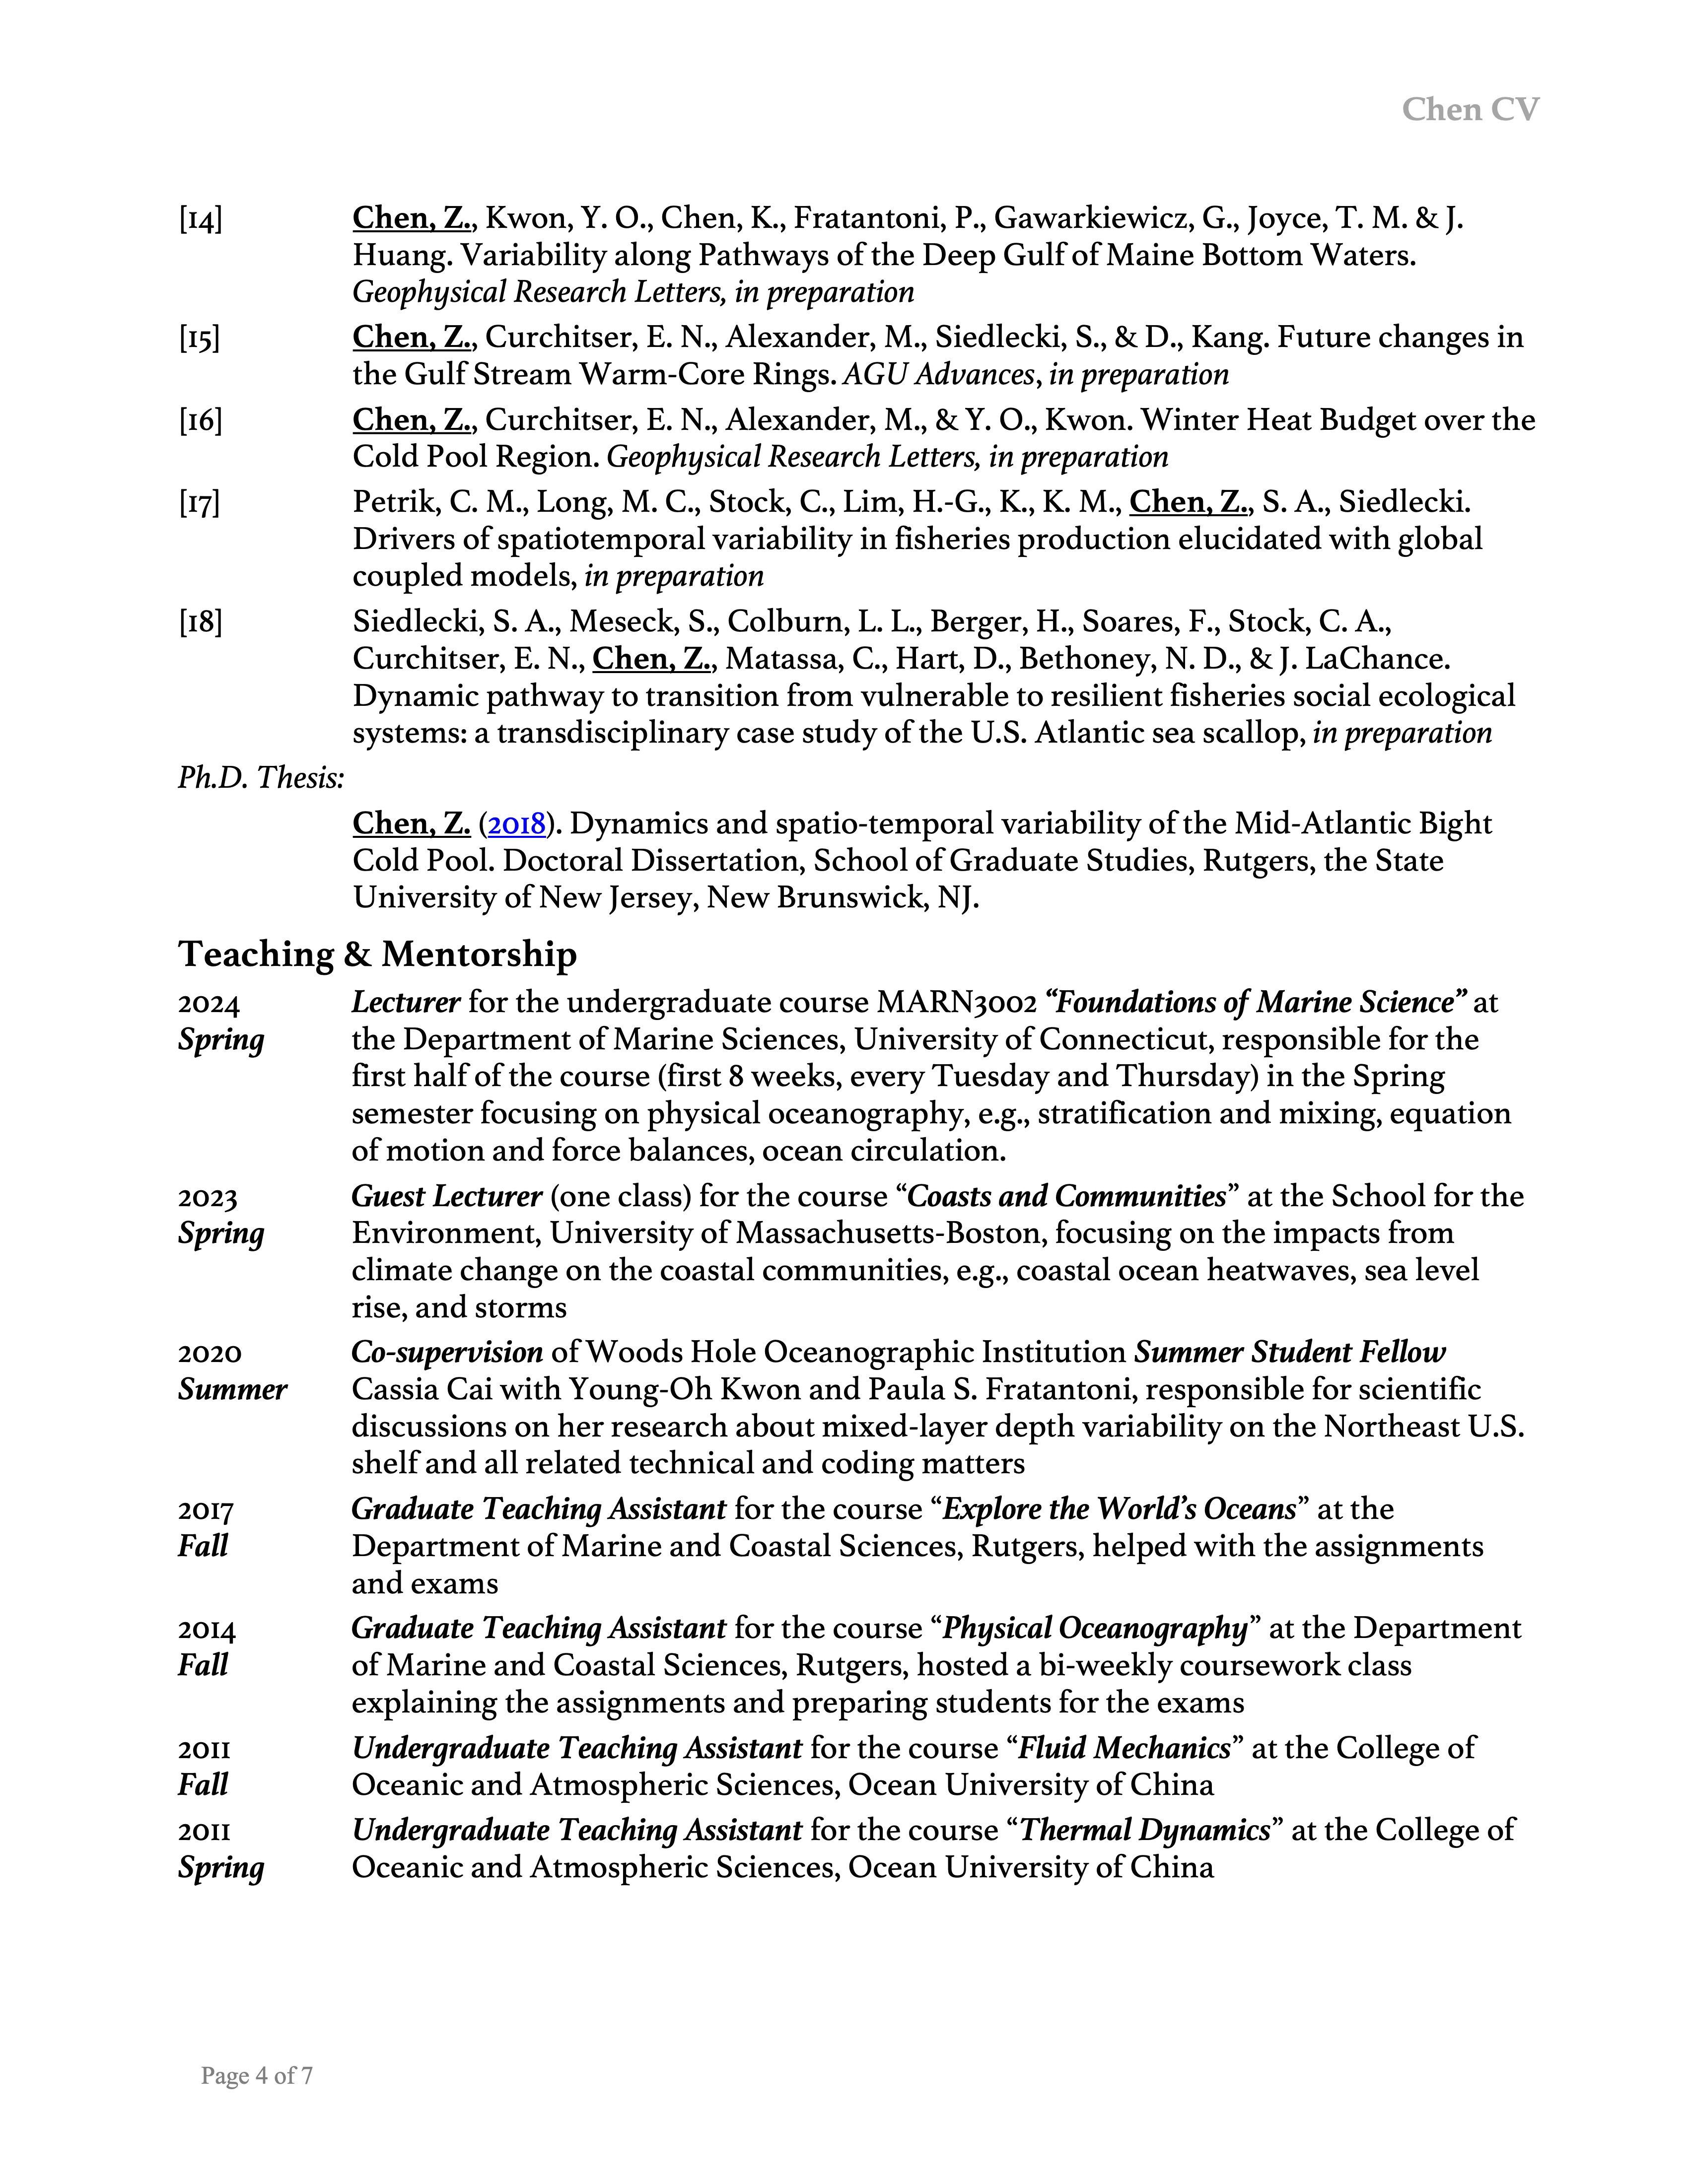 Chen CV
[14] Chen, Z., Kwon, Y. O., Chen, K., Fratantoni, P., Gawarkiewicz, G., Joyce, T. M. & J.
Huang. Variability along Pathways of the Deep Gulf of Maine Bottom Waters.
Geophysical Research Letters, in preparation
[15] Chen, Z., Curchitser, E. N., Alexander, M., Siedlecki, S., & D., Kang. Future changes in
the Gulf Stream Warm-Core Rings. AGU Advances, in preparation
[16] Chen, Z., Curchitser, E. N., Alexander, M., & Y. O., Kwon. Winter Heat Budget over the
Cold Pool Region. Geophysical Research Letters, in preparation
[17] Petrik, C. M., Long, M. C., Stock, C., Lim, H.-G., K., K. M., Chen, Z., S. A., Siedlecki.
Drivers of spatiotemporal variability in fisheries production elucidated with global
coupled models, in preparation
[18] Siedlecki, S. A., Meseck, S., Colburn, L. L., Berger, H., Soares, F., Stock, C. A.,
Curchitser, E. N., Chen, Z., Matassa, C., Hart, D., Bethoney, N. D., & J. LaChance.
Dynamic pathway to transition from vulnerable to resilient fisheries social ecological
systems: a transdisciplinary case study of the U.S. Atlantic sea scallop, in preparation
Ph.D. Thesis:
Chen, Z. (2018). Dynamics and spatio-temporal variability of the Mid-Atlantic Bight
Cold Pool. Doctoral Dissertation, School of Graduate Studies, Rutgers, the State
University of New Jersey, New Brunswick, NJ.
Teaching & Mentorship
2024 Lecturer for the undergraduate course MARN3002 “Foundations of Marine Science” at
Spring the Department of Marine Sciences, University of Connecticut, responsible for the
first half of the course (first 8 weeks, every Tuesday and Thursday) in the Spring
semester focusing on physical oceanography, e.g., stratification and mixing, equation
of motion and force balances, ocean circulation.
2023 Guest Lecturer (one class) for the course “Coasts and Communities” at the School for the
Spring Environment, University of Massachusetts-Boston, focusing on the impacts from
climate change on the coastal communities, e.g., coastal ocean heatwaves, sea level
rise, and storms
2020 Co-supervision of Woods Hole Oceanographic Institution Summer Student Fellow
Summer Cassia Cai with Young-Oh Kwon and Paula S. Fratantoni, responsible for scientific
discussions on her research about mixed-layer depth variability on the Northeast U.S.
shelf and all related technical and coding matters
2017 Graduate Teaching Assistant for the course “Explore the World’s Oceans” at the
Fall Department of Marine and Coastal Sciences, Rutgers, helped with the assignments
and exams
2014 Graduate Teaching Assistant for the course “Physical Oceanography” at the Department
Fall of Marine and Coastal Sciences, Rutgers, hosted a bi-weekly coursework class
explaining the assignments and preparing students for the exams
2011 Undergraduate Teaching Assistant for the course “Fluid Mechanics” at the College of
Fall Oceanic and Atmospheric Sciences, Ocean University of China
2011 Undergraduate Teaching Assistant for the course “Thermal Dynamics” at the College of
Spring Oceanic and Atmospheric Sciences, Ocean University of China
Page 4 of 7